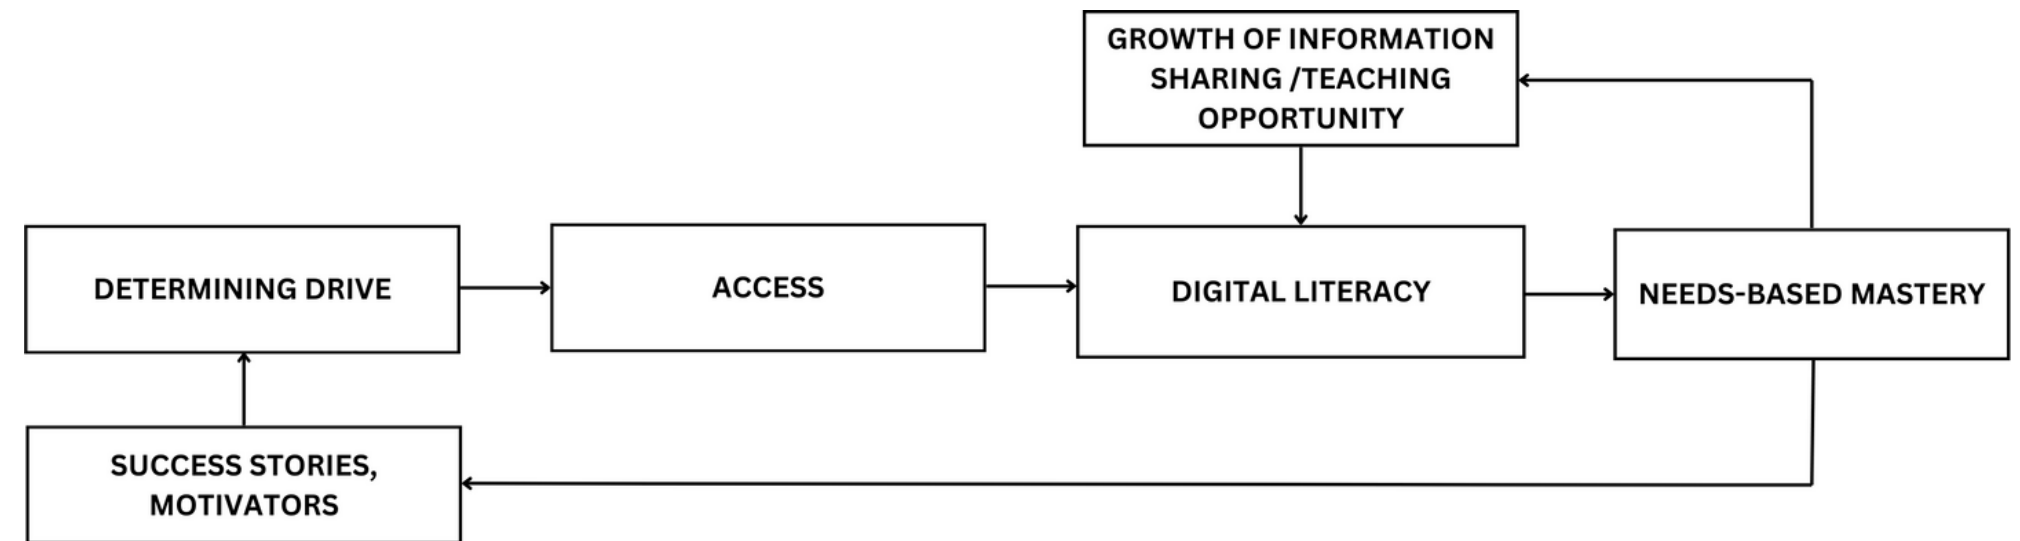 GROWTH OF INFORMATION
SHARING /TEACHING
OPPORTUNITY
DETERMINING DRIVE
ACCESS
DIGITAL LITERACY
NEEDS-BASED MASTERY
SUCCESS STORIES,
MOTIVATORS